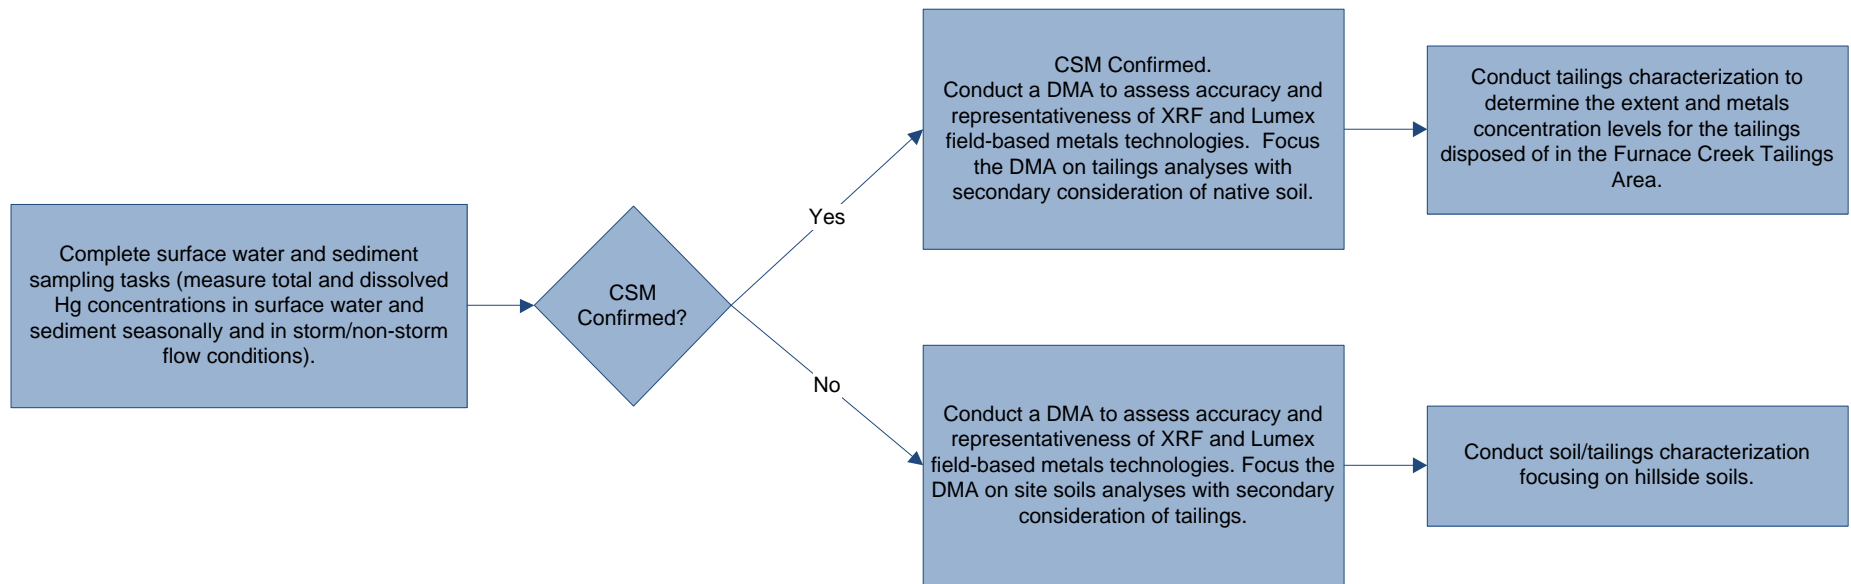 Complete surface water and sediment
sampling tasks (measure total and dissolved
Hg concentrations in surface water and
sediment seasonally and in storm/non-storm
flow conditions).
CSM
Confirmed?
Yes
CSM Confirmed.
Conduct a DMA to assess accuracy and
representativeness of XRF and Lumex
field-based metals technologies.  Focus
the DMA on tailings analyses with
secondary consideration of native soil.
Conduct tailings characterization to
determine the extent and metals
concentration levels for the tailings
disposed of in the Furnace Creek Tailings
Area.
No
Conduct a DMA to assess accuracy and
representativeness of XRF and Lumex
field-based metals technologies. Focus the
DMA on site soils analyses with secondary
consideration of tailings.
Conduct soil/tailings characterization
focusing on hillside soils.